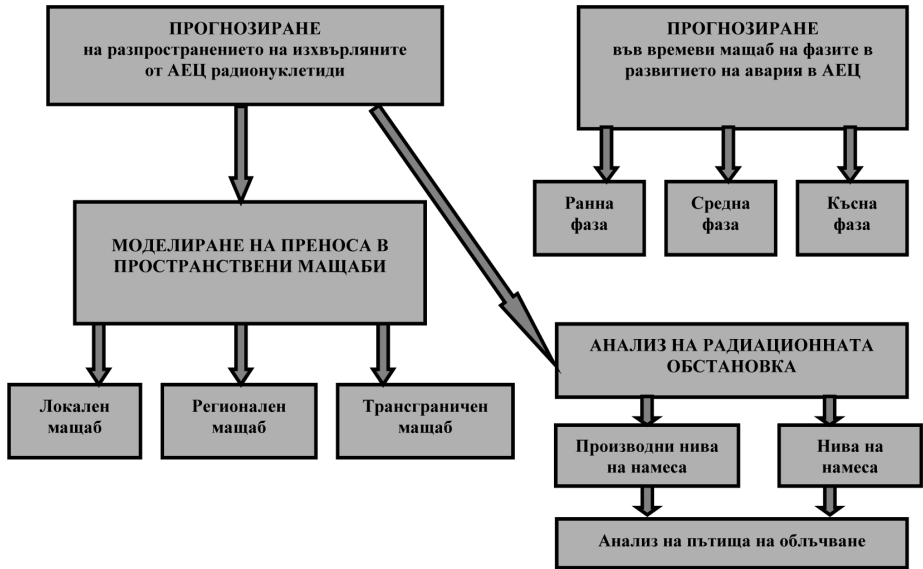 ПРОГНОЗИРАНЕ
на разпространението на изхвърляните
от АЕЦ радионуклетиди
ПРОГНОЗИРАНЕ
във времеви мащаб на фазите в
развитието на авария в АЕЦ
Ранна
фаза
Средна
фаза
Късна
фаза
МОДЕЛИРАНЕ НА ПРЕНОСА В
ПРОСТРАНСТВЕНИ МАЩАБИ
Локален
мащаб
Регионален
мащаб
Трансграничен
мащаб
АНАЛИЗ НА РАДИАЦИОННАТА
ОБСТАНОВКА
Производни нива
на намеса
Нива на
намеса
Анализ на пътища на облъчване